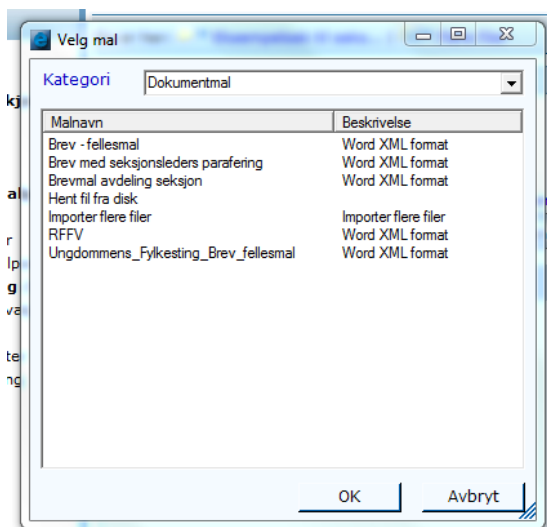 Velg mal
Kategori Dokumentmal
Malnavn Beskrivelse
Brev - fellesmal Word XML format
Brev med seksjonsleders parafering Word XML format
Brevmal avdeling seksjon Word XML format
Hent fil fra disk
Importer flere filer Importer flere filer
RFFV Word XML format
Ungdommens_Fylkesting_Brev_fellesmal Word XML format
OK Avbryt